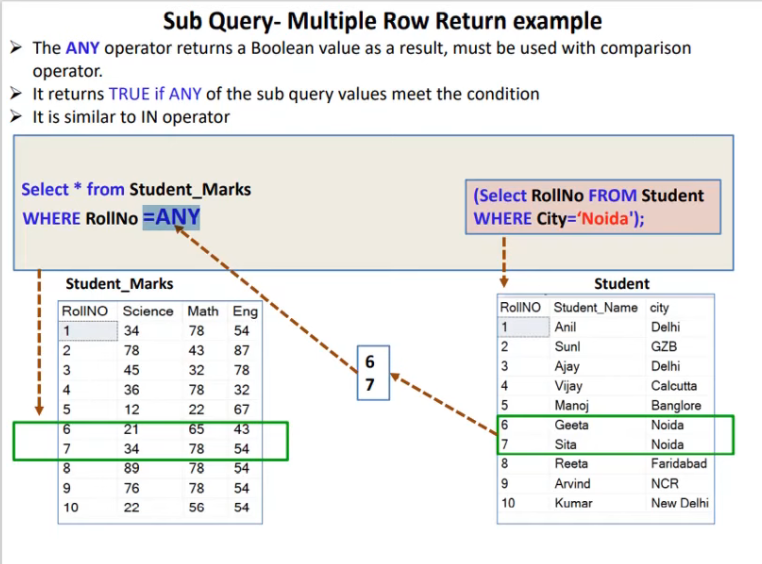 Sub Query- Multiple Row Return example
➤ The ANY operator returns a Boolean value as a result, must be used with comparison
operator.
➤ It returns TRUE if ANY of the sub query values meet the condition
➤ It is similar to IN operator
Select * from Student_Marks
WHERE RollNo =ANY
(Select RollNo FROM Student
WHERE City=‘Noida');
Student_Marks
RollNO Science Math Eng
1 34 78 54
2 78 43 87
3 45 32 78
4 36 78 32
5 12 22 67
6 21 65 43
7 34 78 54
8 89 78 54
9 76 78 54
10 22 56 54
6
7
Student
RollNO Student_Name city
1 Anil Delhi
2 Sunl GZB
3 Ajay Delhi
4 Vijay Calcutta
5 Manoj Banglore
6 Geeta Noida
7 Sita Noida
8 Reeta Faridabad
9 Arvind NCR
10 Kumar New Delhi